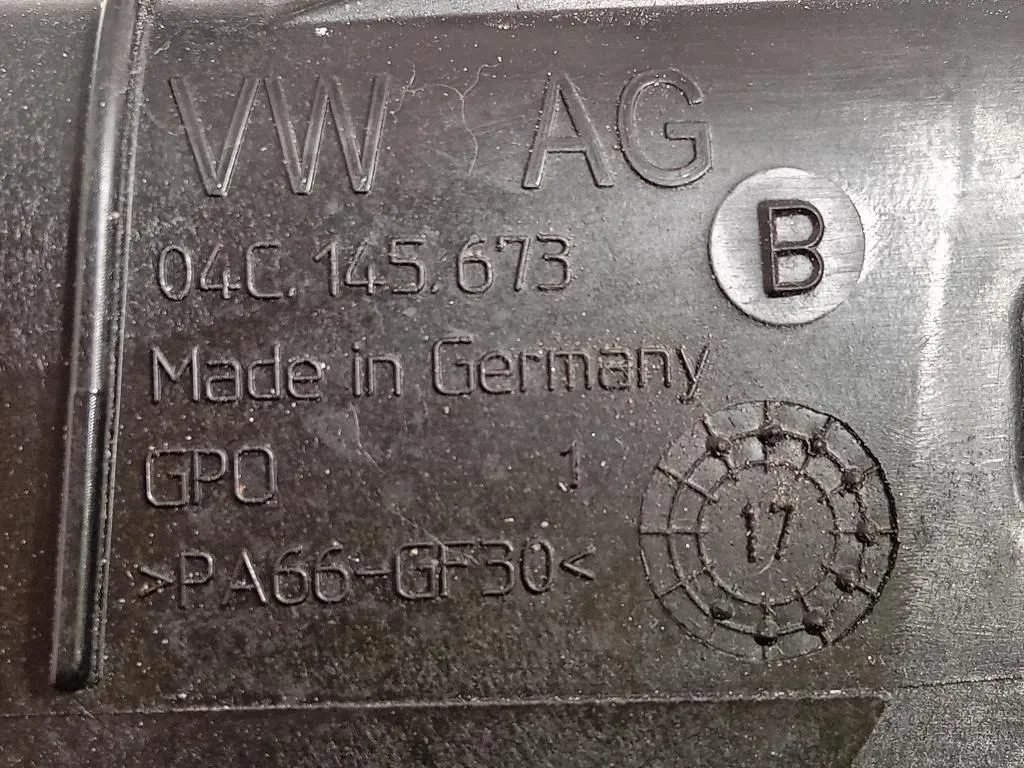 VW AG
04C.145.673
B
Made in Germany
GPO 1
>PA66-GF30<
17